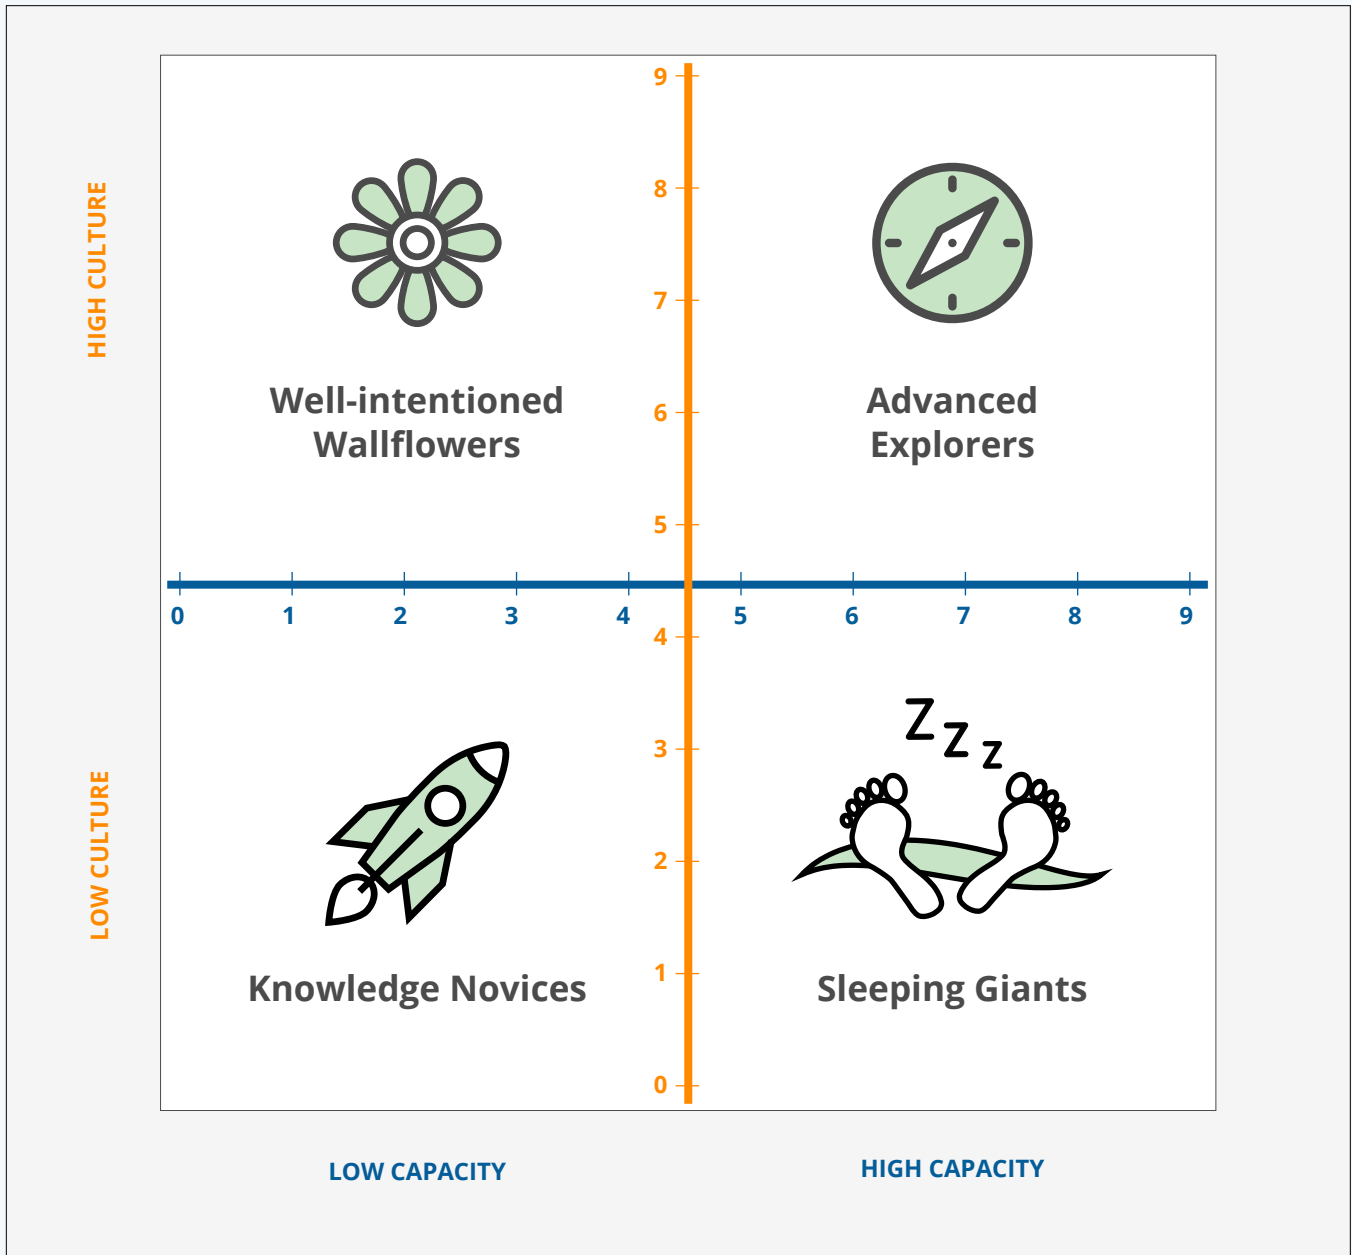 9
8
HIGH CULTURE
7
Well-intentioned
Wallflowers
Advanced
Explorers
6
5
0 1 2 3 4 5 6 7 8 9
4
Z Z Z
3
LOW CULTURE
2
1
Knowledge Novices
Sleeping Giants
0
LOW CAPACITY
HIGH CAPACITY